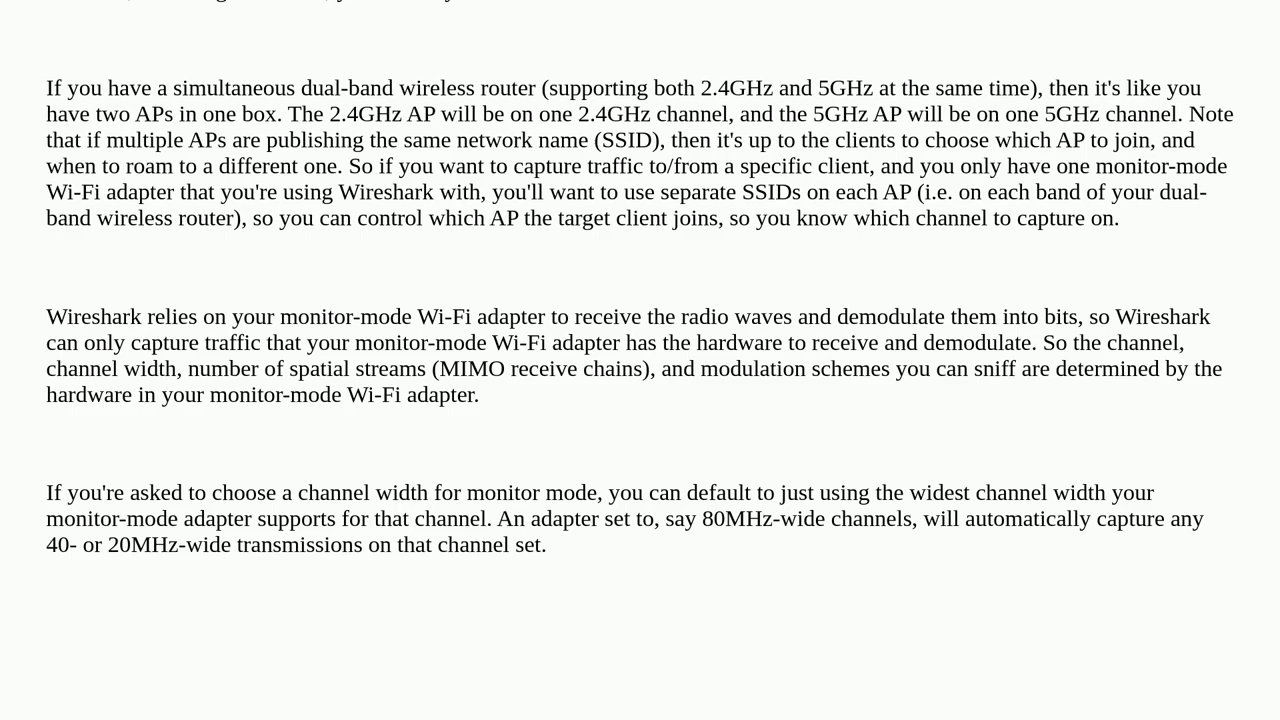 If you have a simultaneous dual-band wireless router (supporting both 2.4GHz and 5GHz at the same time), then it's like you
have two APs in one box. The 2.4GHz AP will be on one 2.4GHz channel, and the 5GHz AP will be on one 5GHz channel. Note
that if multiple APs are publishing the same network name (SSID), then it's up to the clients to choose which AP to join, and
when to roam to a different one. So if you want to capture traffic to/from a specific client, and you only have one monitor-mode
Wi-Fi adapter that you're using Wireshark with, you'll want to use separate SSIDs on each AP (i.e. on each band of your dual-
band wireless router), so you can control which AP the target client joins, so you know which channel to capture on.
Wireshark relies on your monitor-mode Wi-Fi adapter to receive the radio waves and demodulate them into bits, so Wireshark
can only capture traffic that your monitor-mode Wi-Fi adapter has the hardware to receive and demodulate. So the channel,
channel width, number of spatial streams (MIMO receive chains), and modulation schemes you can sniff are determined by the
hardware in your monitor-mode Wi-Fi adapter.
If you're asked to choose a channel width for monitor mode, you can default to just using the widest channel width your
monitor-mode adapter supports for that channel. An adapter set to, say 80MHz-wide channels, will automatically capture any
40- or 20MHz-wide transmissions on that channel set.